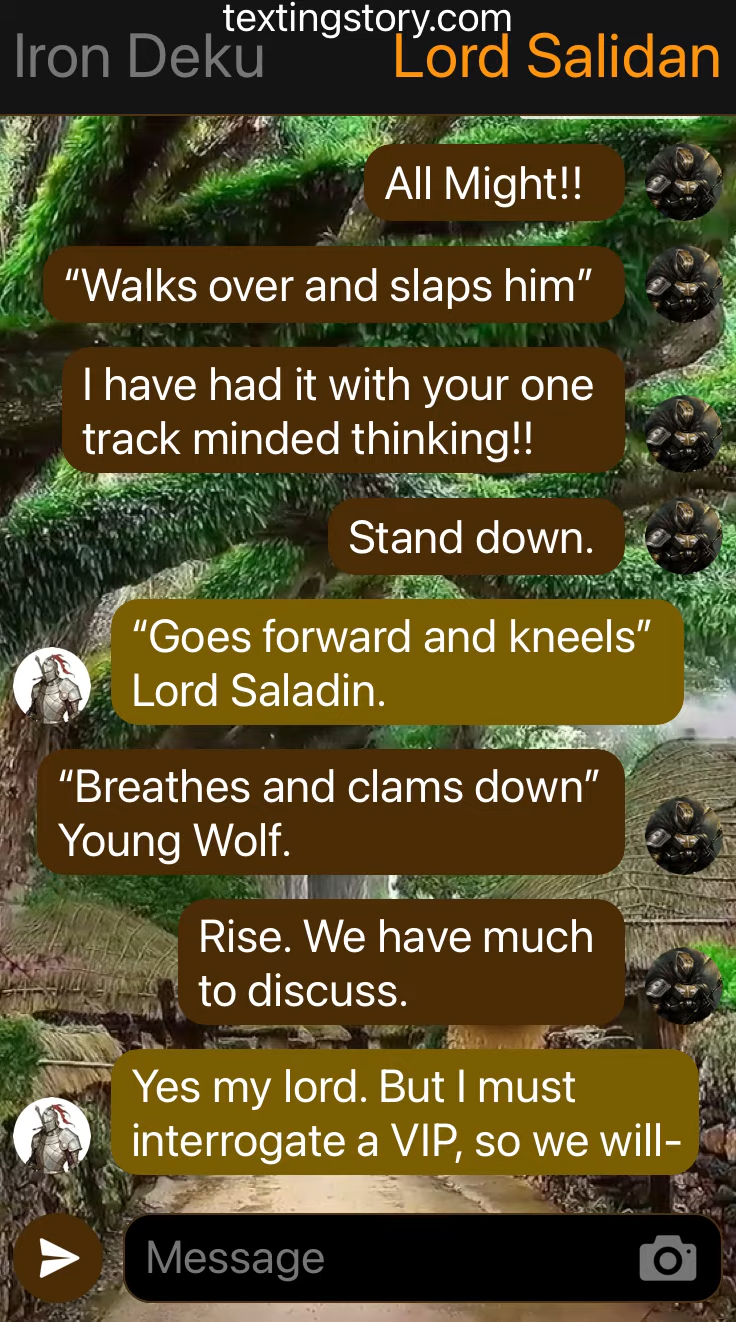 textingstory.com
Iron Deku
Lord Salidan
All Might!!
“Walks over and slaps him”
I have had it with your one
track minded thinking!!
Stand down.
“Goes forward and kneels”
Lord Saladin.
“Breathes and clams down”
Young Wolf.
Rise. We have much
to discuss.
Yes my lord. But I must
interrogate a VIP, so we will-
Message